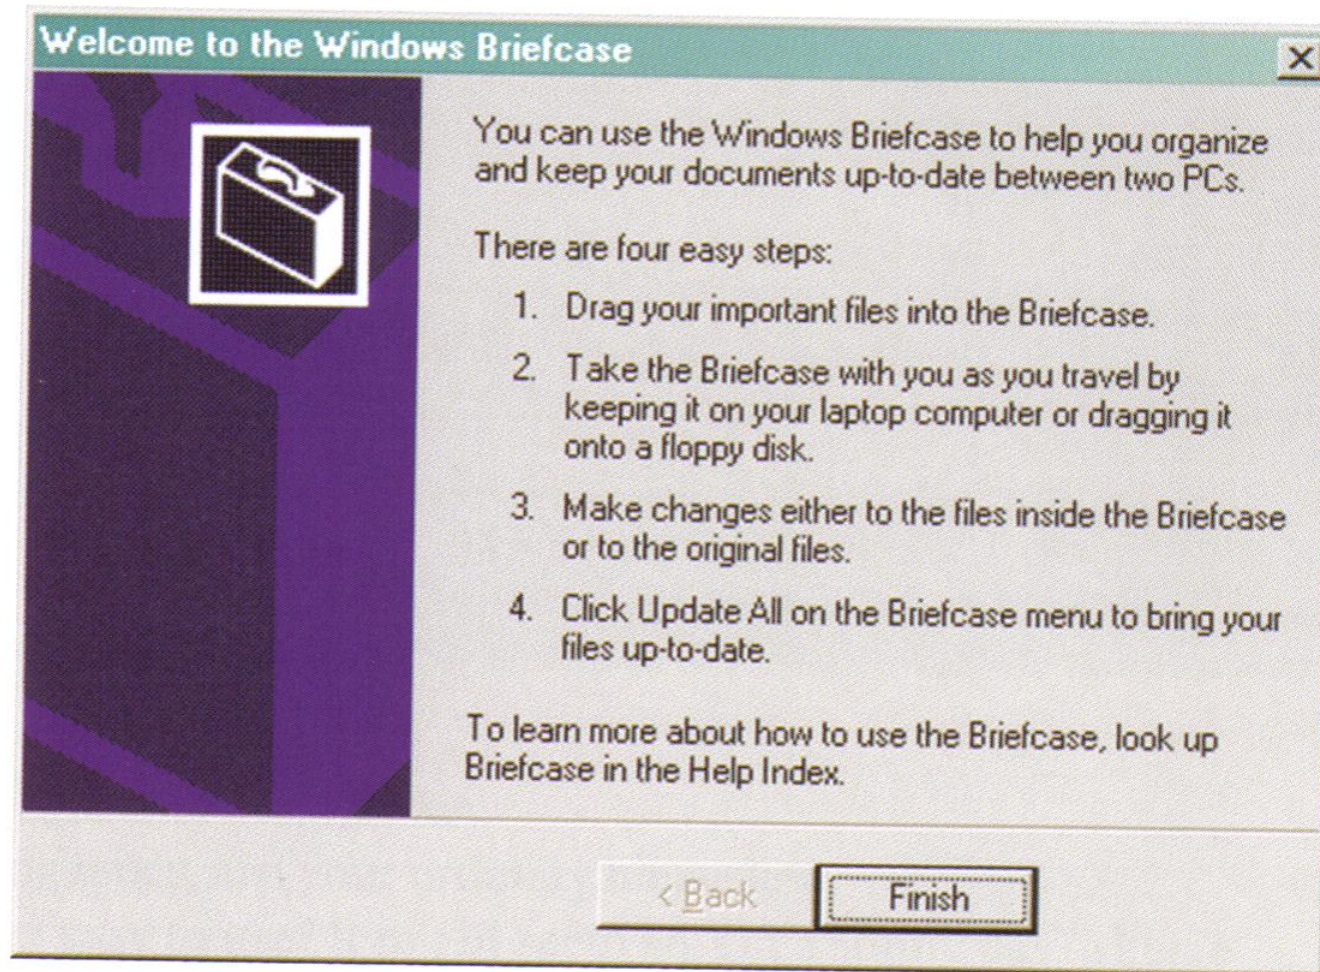 Welcome to the Windows Briefcase
You can use the Windows Briefcase to help you organize
and keep your documents up-to-date between two PCs.
There are four easy steps:
1. Drag your important files into the Briefcase.
2. Take the Briefcase with you as you travel by
keeping it on your laptop computer or dragging it
onto a floppy disk.
3. Make changes either to the files inside the Briefcase
or to the original files.
4. Click Update All on the Briefcase menu to bring your
files up-to-date.
To learn more about how to use the Briefcase, look up
Briefcase in the Help Index.
< Back
Finish